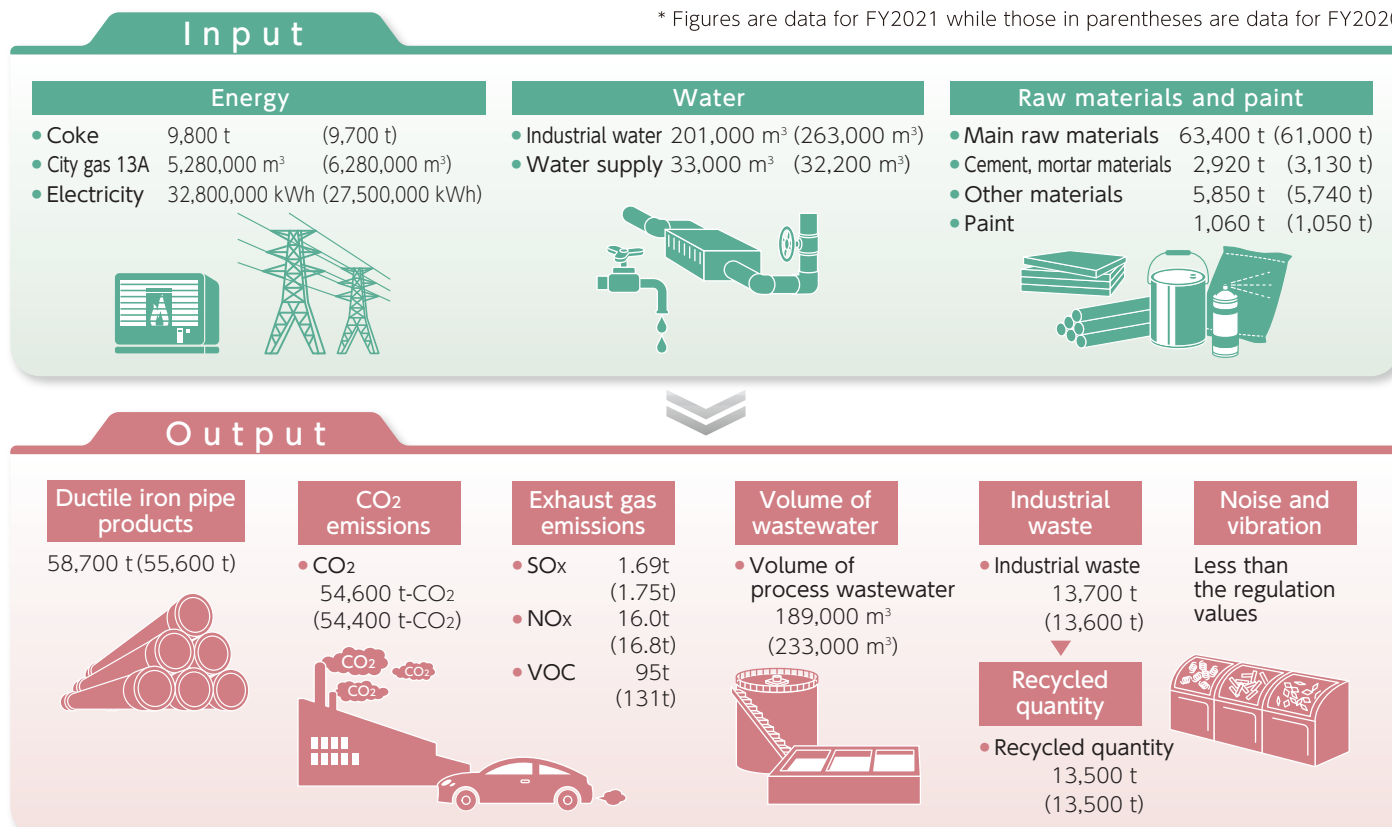 * Figures are data for FY2021 while those in parentheses are data for FY2020
Input
Energy
• Coke 9,800 t (9,700 t)
• City gas 13A 5,280,000 m³ (6,280,000 m³)
• Electricity 32,800,000 kWh (27,500,000 kWh)
Water
• Industrial water 201,000 m³ (263,000 m³)
• Water supply 33,000 m³ (32,200 m³)
Raw materials and paint
• Main raw materials 63,400 t (61,000 t)
• Cement, mortar materials 2,920 t (3,130 t)
• Other materials 5,850 t (5,740 t)
• Paint 1,060 t (1,050 t)
Output
Ductile iron pipe
products
58,700 t (55,600 t)
CO₂
emissions
• CO₂
54,600 t-CO₂
(54,400 t-CO₂)
CO₂
CO₂
CO₂
Exhaust gas
emissions
• SOx 1.69t
(1.75t)
• NOx 16.0t
(16.8t)
• VOC 95t
(131t)
Volume of
wastewater
• Volume of
process wastewater
189,000 m³
(233,000 m³)
Industrial
waste
• Industrial waste
13,700 t
(13,600 t)
Recycled
quantity
• Recycled quantity
13,500 t
(13,500 t)
Noise and
vibration
Less than
the regulation
values